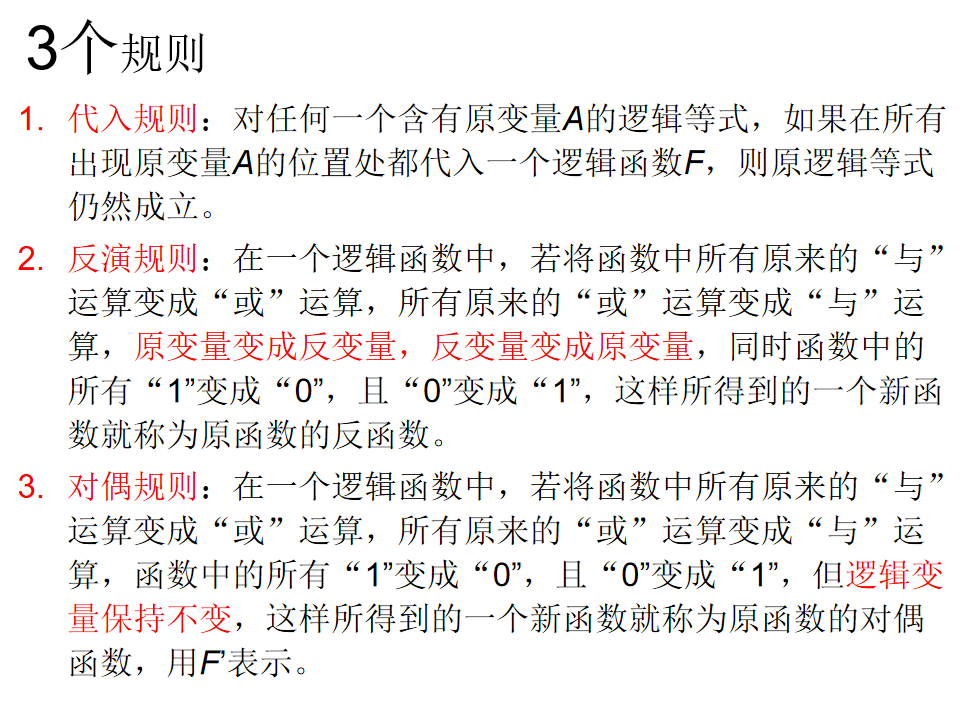 3个规则
1. 代入规则：对任何一个含有原变量A的逻辑等式，如果在所有
出现原变量A的位置处都代入一个逻辑函数F，则原逻辑等式
仍然成立。
2. 反演规则：在一个逻辑函数中，若将函数中所有原来的“与”
运算变成“或”运算，所有原来的“或”运算变成“与”运
算，原变量变成反变量，反变量变成原变量，同时函数中的
所有“1”变成“0”，且“0”变成“1”，这样所得到的一个新函
数就称为原函数的反函数。
3. 对偶规则：在一个逻辑函数中，若将函数中所有原来的“与”
运算变成“或”运算，所有原来的“或”运算变成“与”运
算，函数中的所有“1”变成“0”，且“0”变成“1”，但逻辑变
量保持不变，这样所得到的一个新函数就称为原函数的对偶
函数，用F’表示。